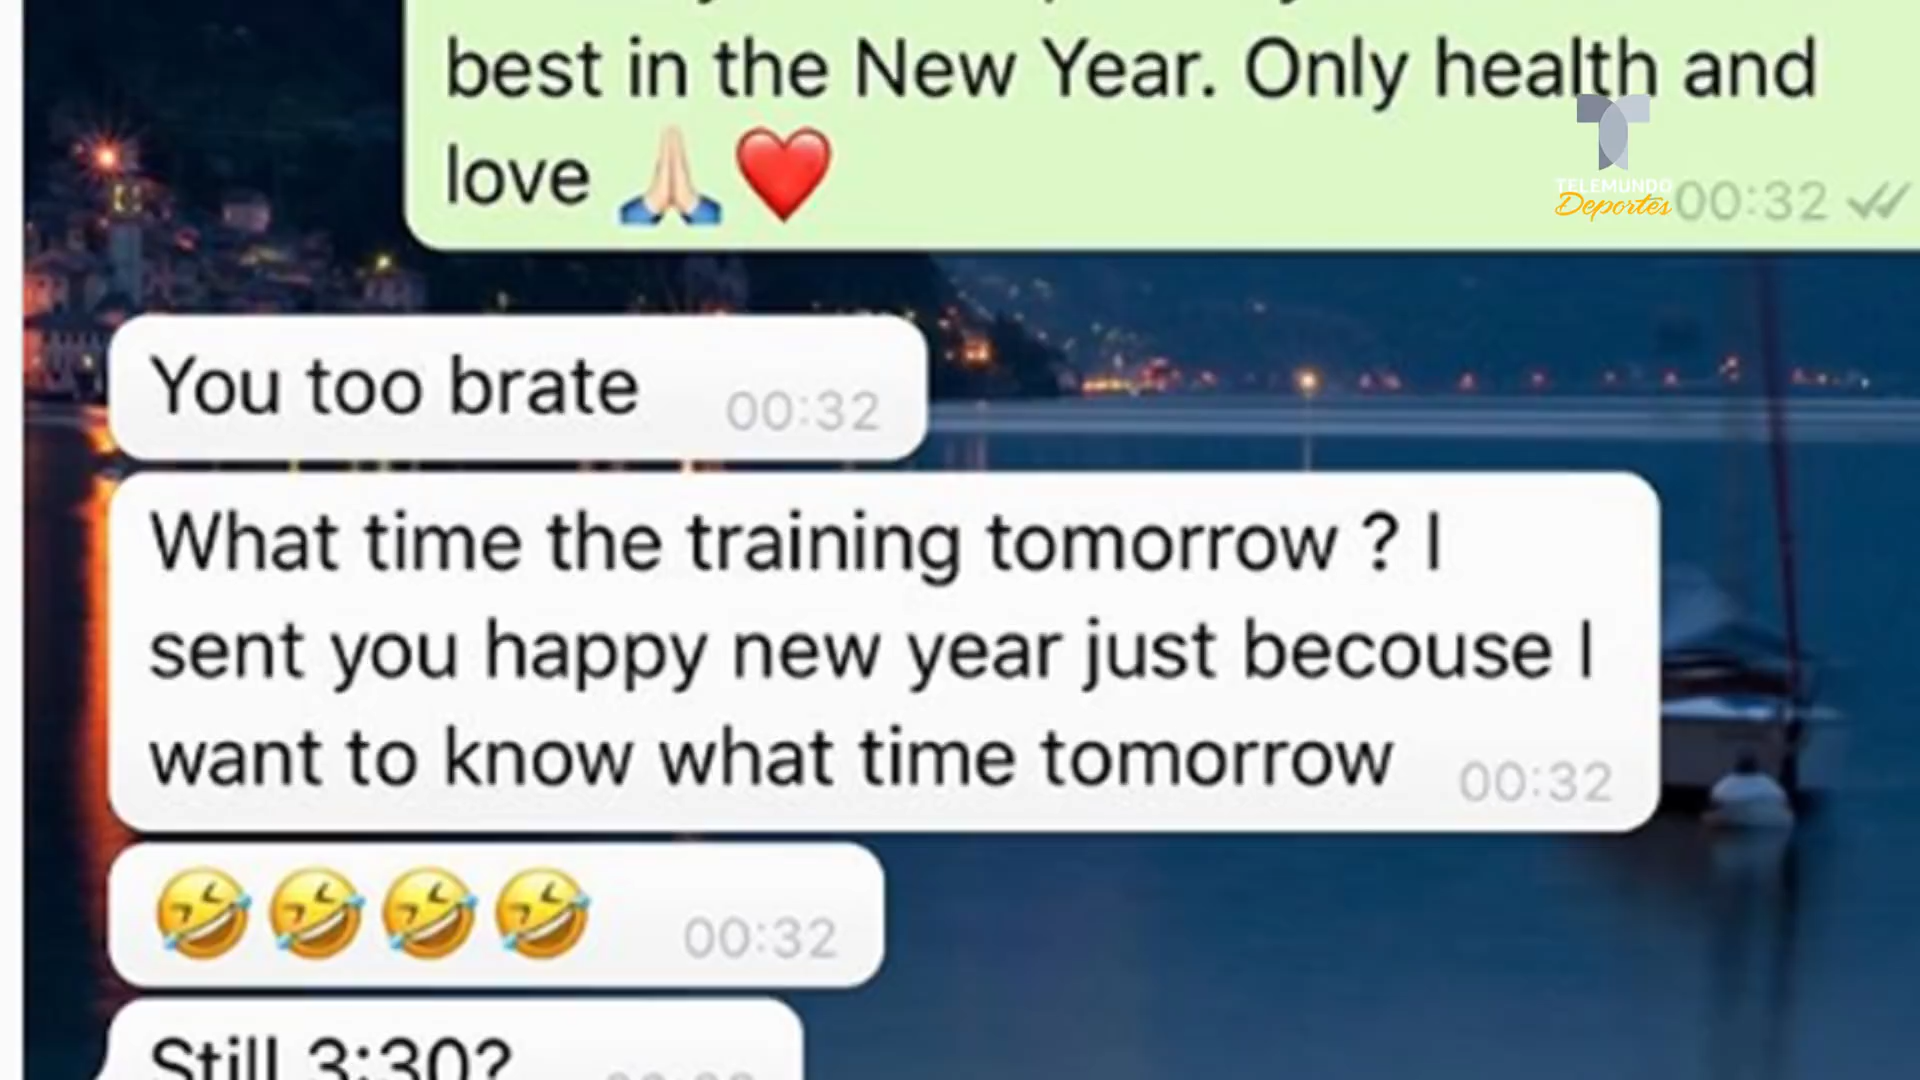 best in the New Year. Only health and
love 🙏🏻❤️
TELEMUNDO
Deportes
00:32
You too brate
00:32
What time the training tomorrow ? I
sent you happy new year just becouse I
want to know what time tomorrow
00:32
🤣🤣🤣🤣
00:32
Still 3:30?